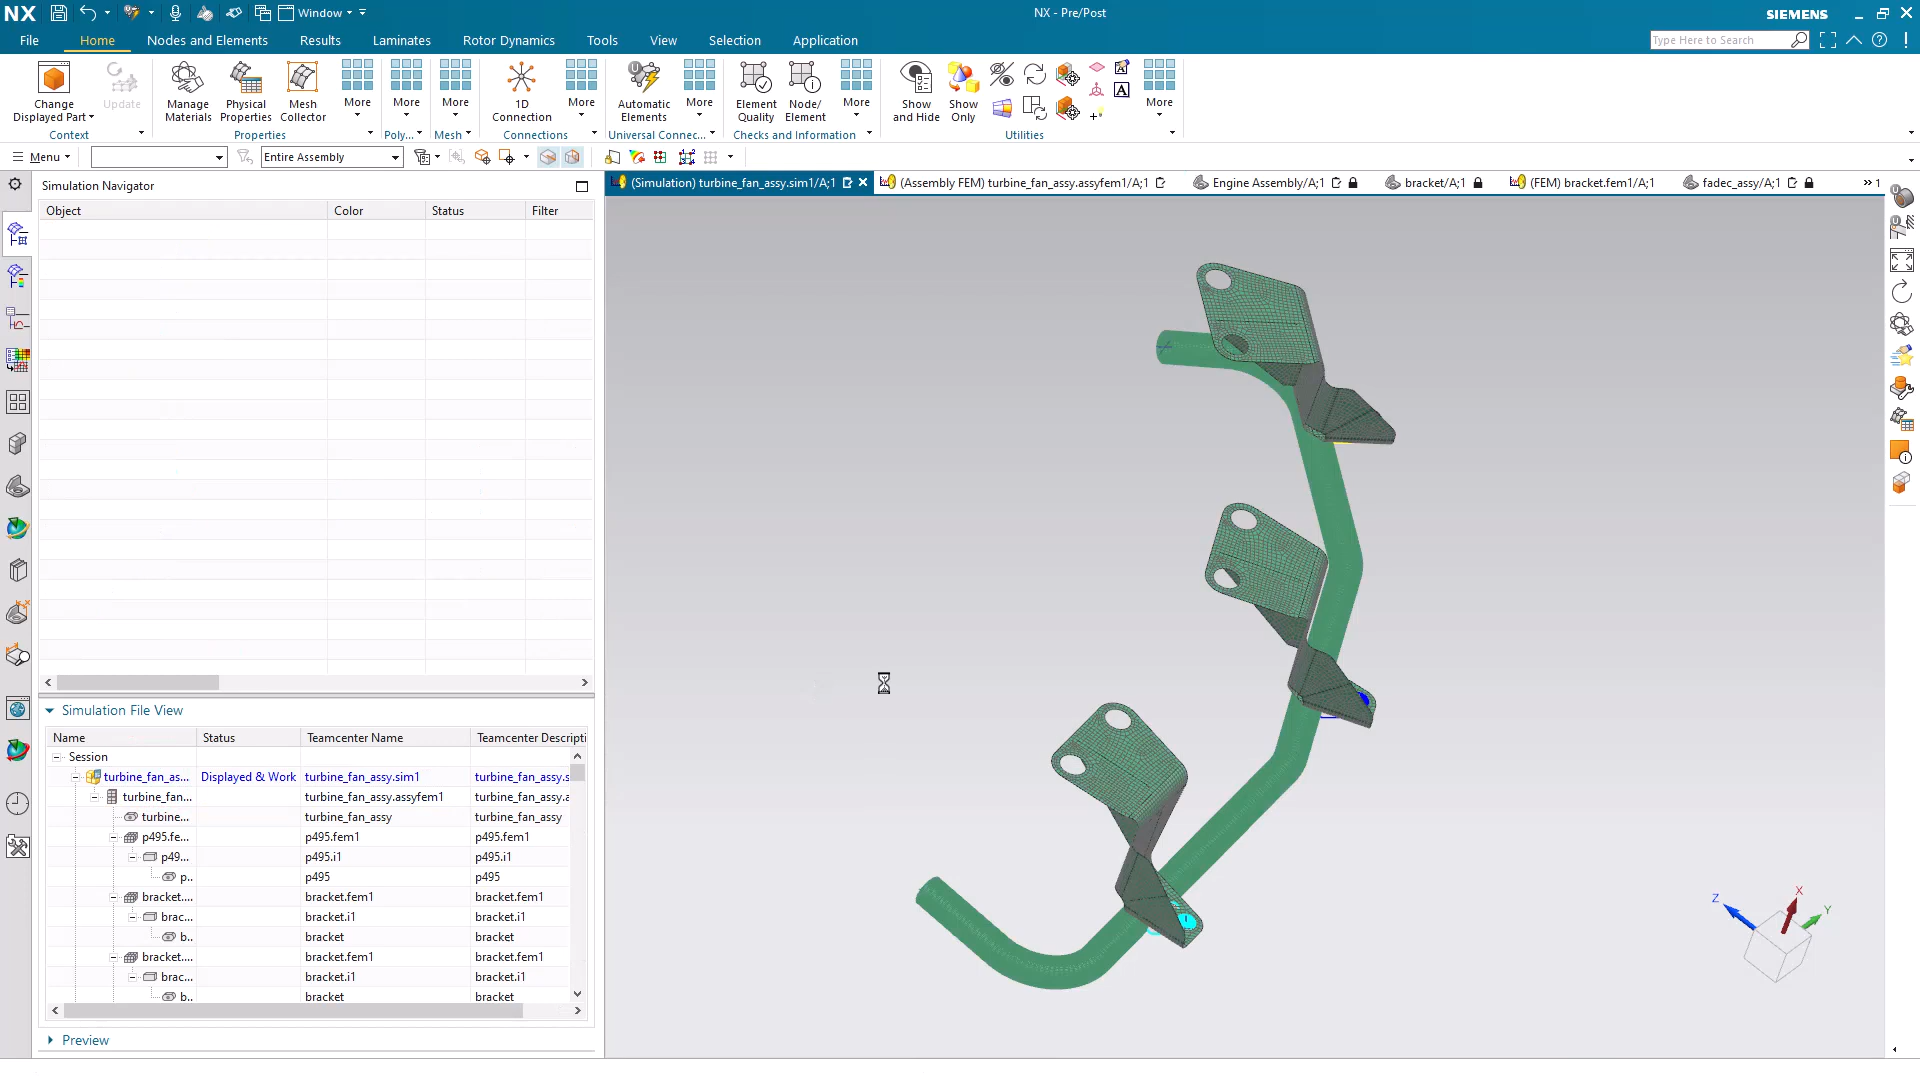 NX
Window
NX - Pre/Post
SIEMENS
File
Home
Nodes and Elements
Results
Laminates
Rotor Dynamics
Tools
View
Selection
Application
Type Here to Search
Change
Displayed Part
Update
Manage
Materials
Physical
Properties
Mesh
Collector
More
More
More
1D
Connection
More
Automatic
Elements
More
Element
Quality
Node/
Element
More
Show
and Hide
Show
Only
More
Context
Properties
Poly...
Mesh
Connections
Universal Connec...
Checks and Information
Utilities
Menu
Entire Assembly
Simulation Navigator
(Simulation) turbine_fan_assy.sim1/A;1
(Assembly FEM) turbine_fan_assy.assyfem1/A;1
Engine Assembly/A;1
bracket/A;1
(FEM) bracket.fem1/A;1
fadec_assy/A;1
1
Object
Color
Status
Filter
Simulation File View
Name
Status
Teamcenter Name
Teamcenter Descripti
Session
turbine_fan_as...
Displayed & Work
turbine_fan_assy.sim1
turbine_fan_assy.s
turbine_fan...
turbine_fan_assy.assyfem1
turbine_fan_assy.a
turbine...
turbine_fan_assy
turbine_fan_assy
p495.fe...
p495.fem1
p495.fem1
p49...
p495.i1
p495.i1
p..
p495
p495
bracket....
bracket.fem1
bracket.fem1
brac...
bracket.i1
bracket.i1
b..
bracket
bracket
bracket....
bracket.fem1
bracket.fem1
brac...
bracket.i1
bracket.i1
b..
bracket
bracket
Preview
X
Y
Z